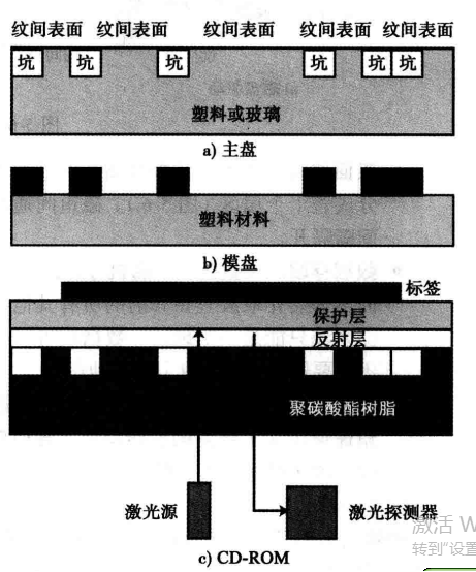 纹间表面 纹间表面 纹间表面 纹间表面 纹间表面
坑 坑 坑 坑 坑 坑
塑料或玻璃
a) 主盘
塑料材料
b) 模盘
标签
保护层
反射层
聚碳酸酯树脂
激光源 激光探测器
激活 W
转到"设置
c) CD-ROM